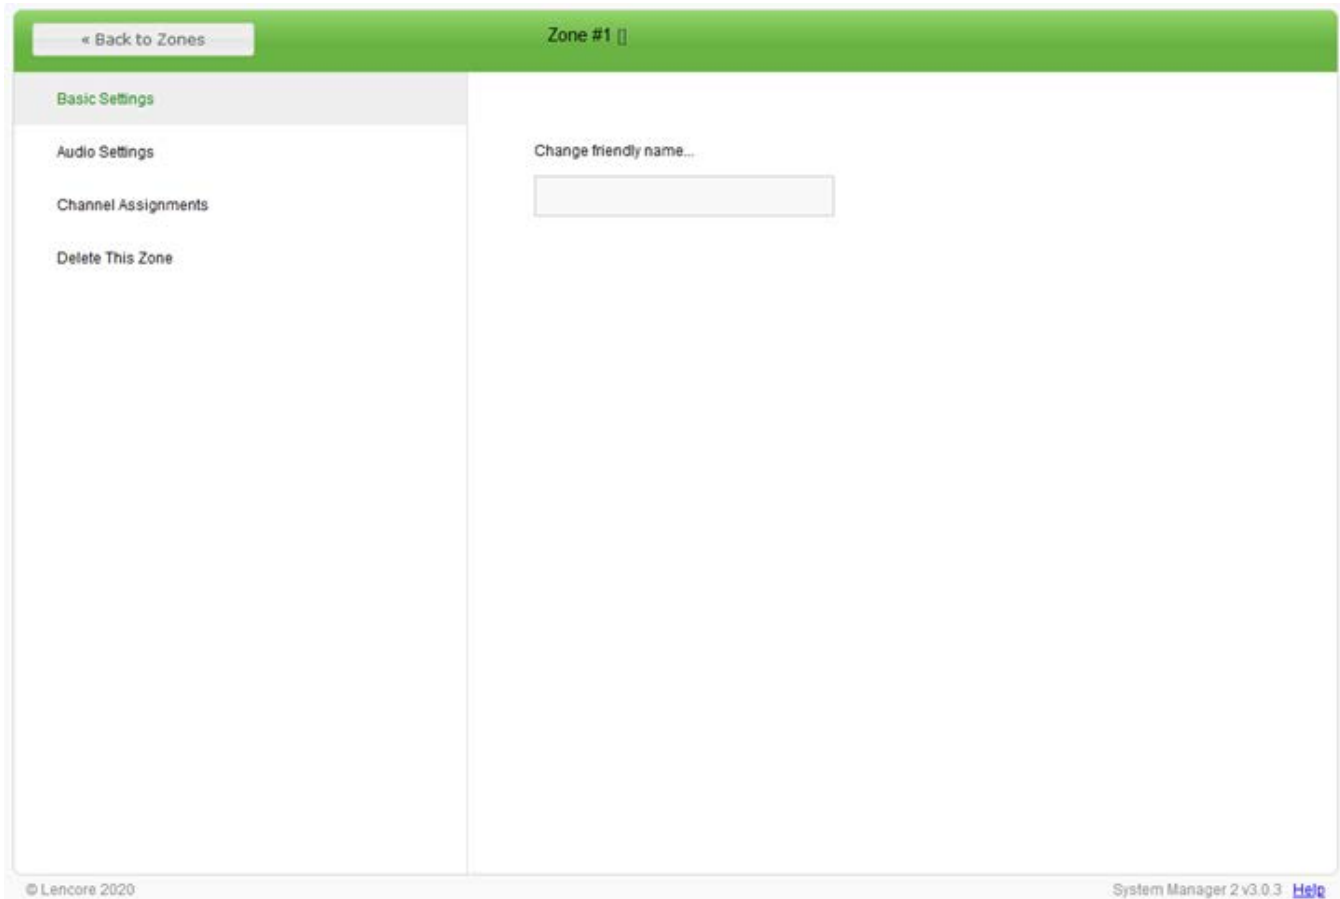 « Back to Zones
Zone #1 []
Basic Settings
Audio Settings
Channel Assignments
Delete This Zone
Change friendly name...
© Lencore 2020
System Manager 2 v3.0.3 Help